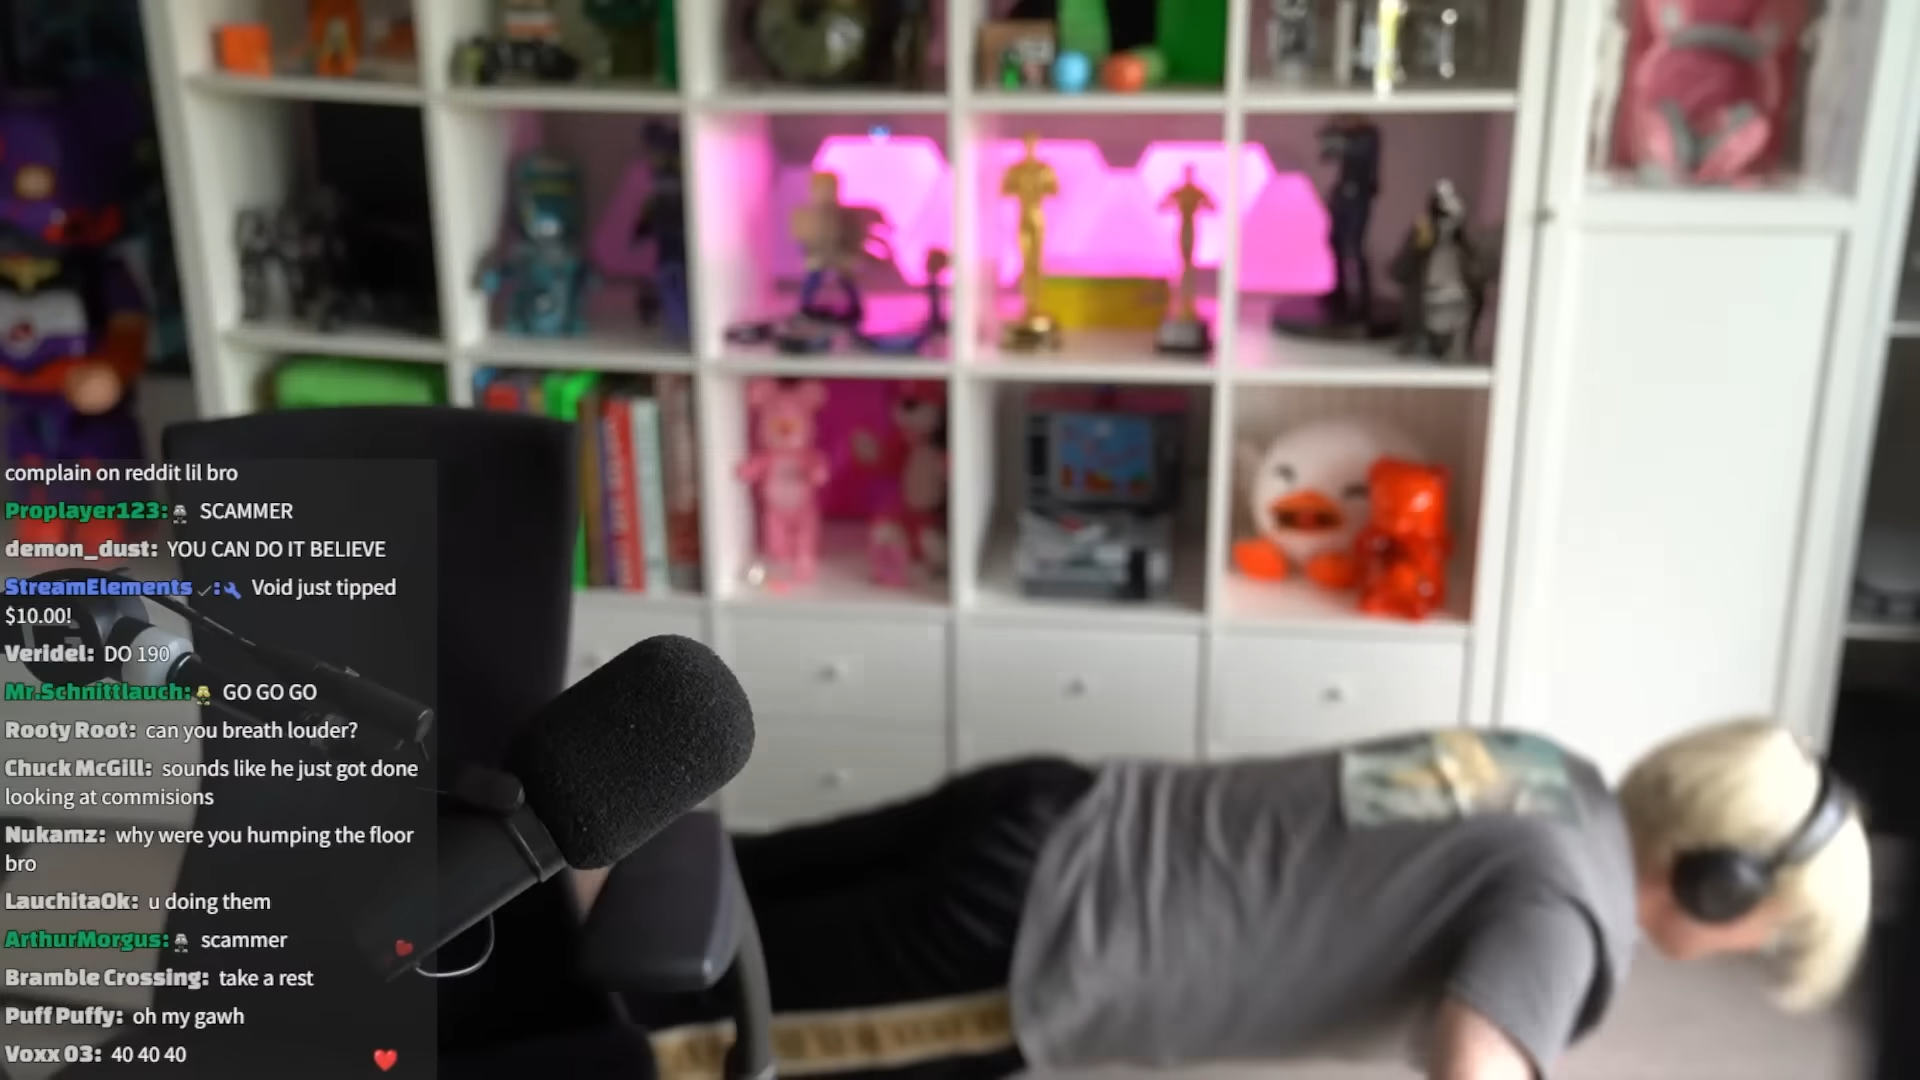 complain on reddit lil bro
Proplayer123: SCAMMER
demon_dust: YOU CAN DO IT BELIEVE
StreamElements: Void just tipped
$10.00!
Veridel: DO 190
Mr.Schnittlauch: GO GO GO
Rooty Root: can you breath louder?
Chuck McGill: sounds like he just got done
looking at commisions
Nukamz: why were you humping the floor
bro
LauchitaOk: u doing them
ArthurMorgus: scammer
Bramble Crossing: take a rest
Puff Puffy: oh my gawh
Voxx 03: 40 40 40